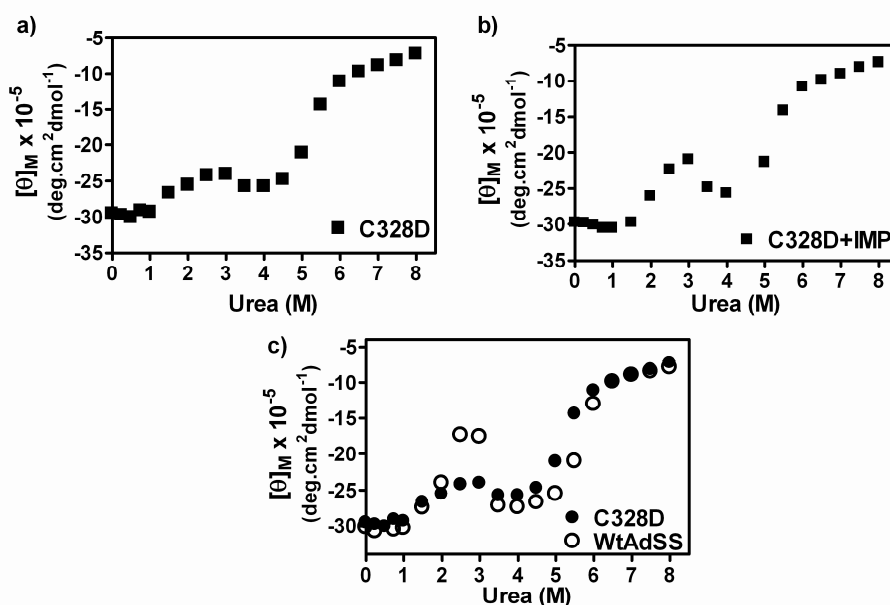 a)
[θ]M x 10-5
(deg.cm2dmol-1)
-5
-10
-15
-20
-25
-30
-35
0 1 2 3 4 5 6 7 8
Urea (M)
C328D
b)
[θ]M x 10-5
(deg.cm2dmol-1)
-5
-10
-15
-20
-25
-30
-35
0 1 2 3 4 5 6 7 8
Urea (M)
C328D+IMP
c)
[θ]M x 10-5
(deg.cm2dmol-1)
-5
-10
-15
-20
-25
-30
0 1 2 3 4 5 6 7 8
Urea (M)
C328D
WtAdSS